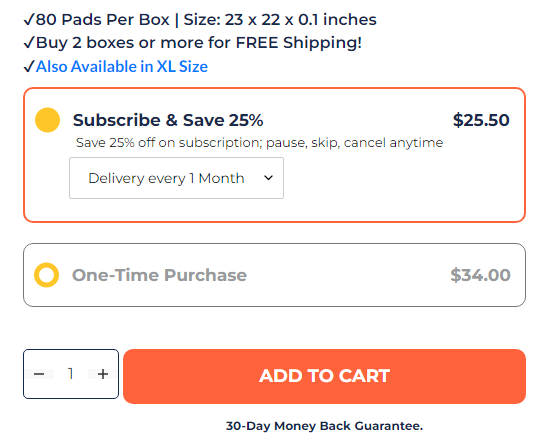 ✓80 Pads Per Box | Size: 23 x 22 x 0.1 inches
✓Buy 2 boxes or more for FREE Shipping!
✓Also Available in XL Size
Subscribe & Save 25% $25.50
Save 25% off on subscription; pause, skip, cancel anytime
Delivery every 1 Month
One-Time Purchase $34.00
− 1 + ADD TO CART
30-Day Money Back Guarantee.